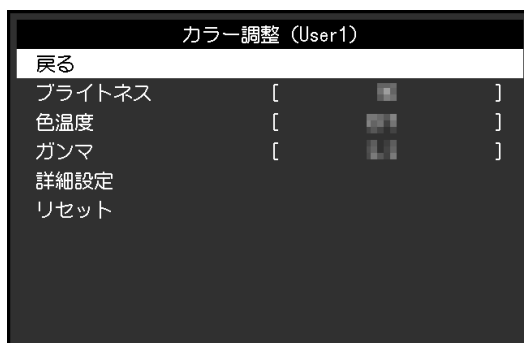 カラー調整 (User1)
戻る
ブライトネス [ ]
色温度 [ ]
ガンマ [ ]
詳細設定
リセット